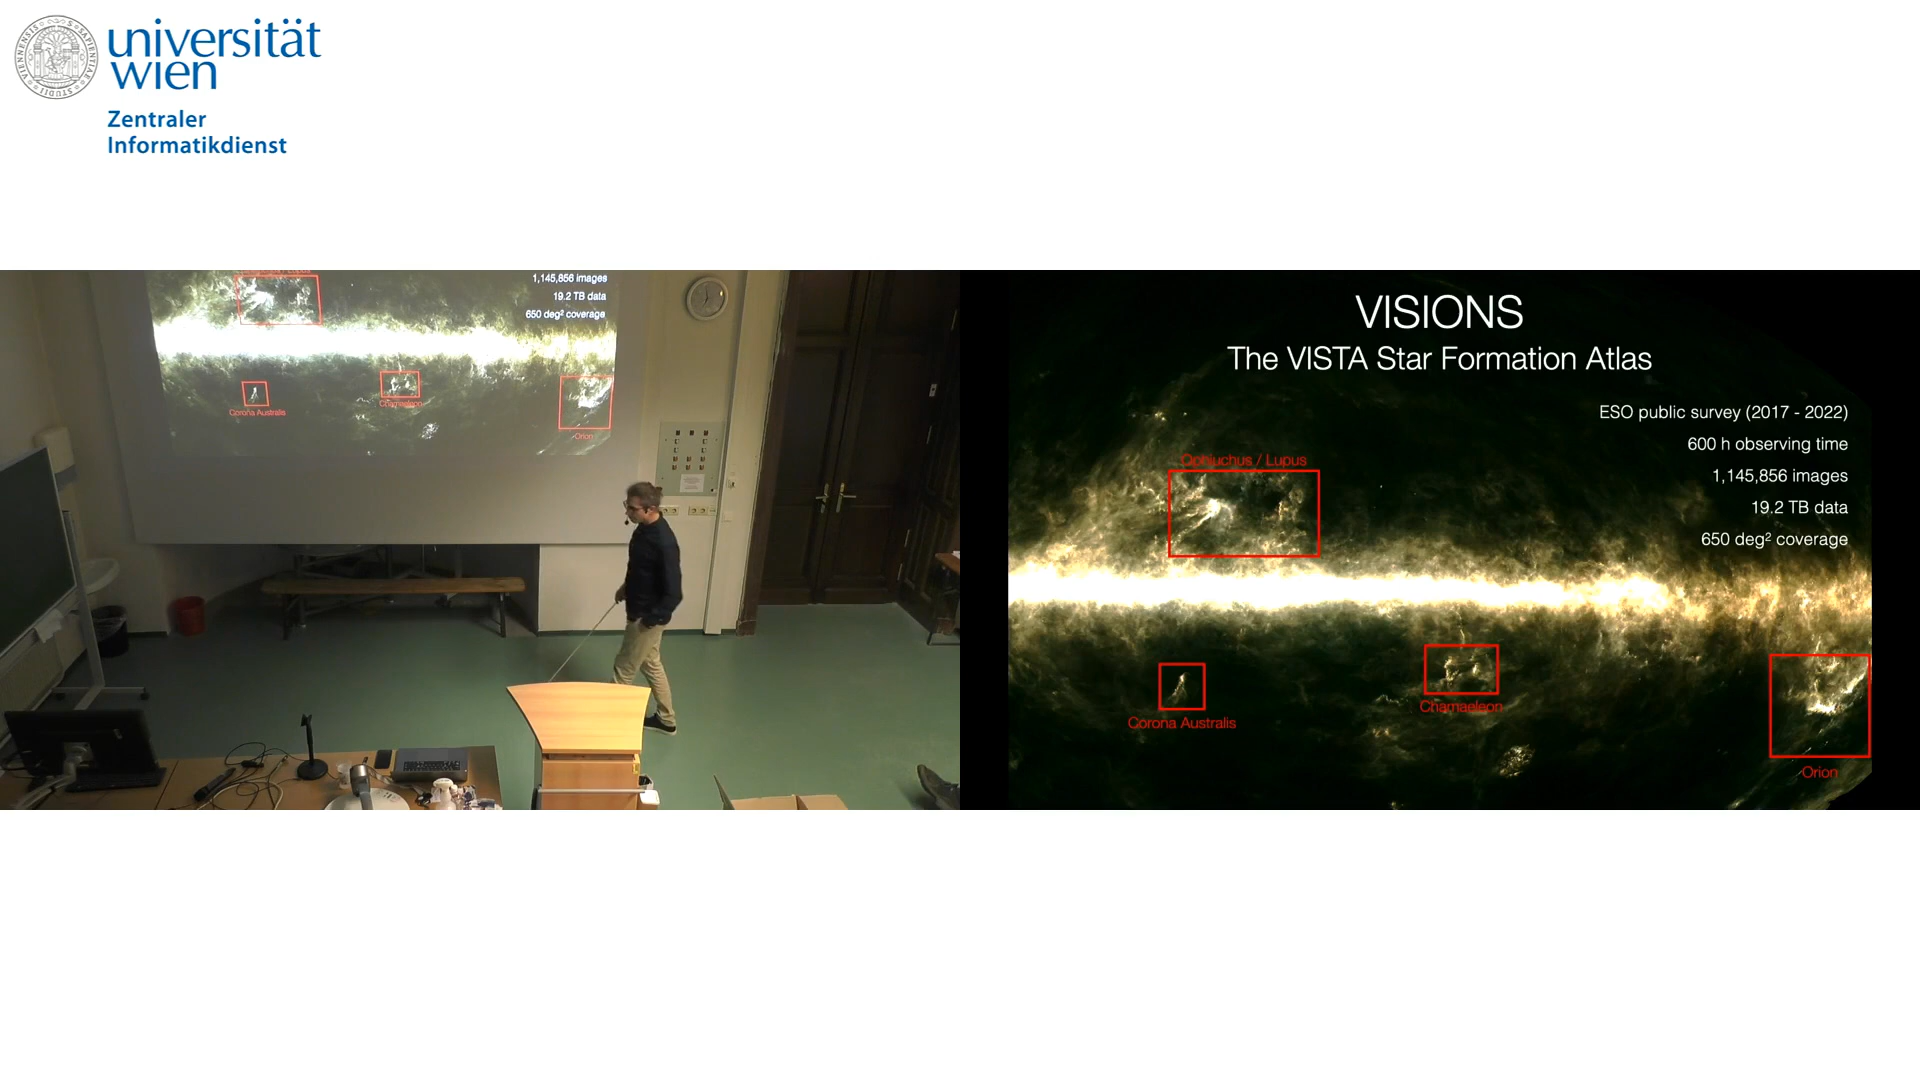 universität
wien
Zentraler
Informatikdienst
1,145,856 images
19.2 TB data
650 deg² coverage
Corona Australis
Chamaeleon
Orion
VISIONS
The VISTA Star Formation Atlas
ESO public survey (2017 - 2022)
600 h observing time
1,145,856 images
19.2 TB data
650 deg² coverage
Ophiuchus / Lupus
Corona Australis
Chamaeleon
Orion